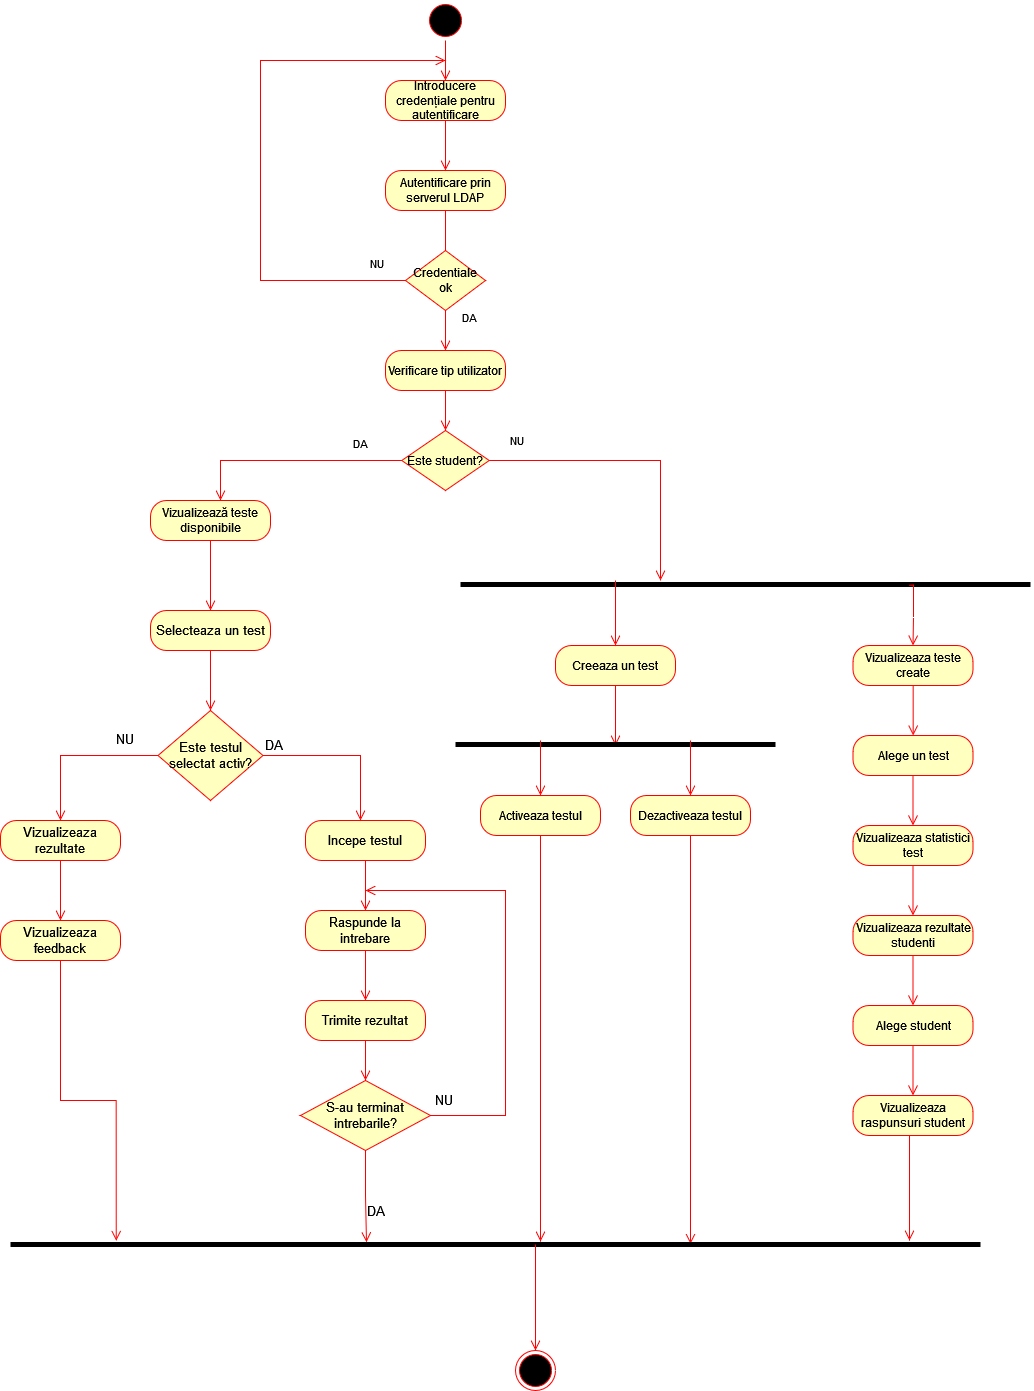 Introducere
credențiale pentru
autentificare
Autentificare prin
serverul LDAP
NU
Credentiale
ok
DA
Verificare tip utilizator
DA
NU
Este student?
Vizualizează teste
disponibile
Selecteaza un test
Creeaza un test
Vizualizeaza teste
create
NU
DA
Este testul
selectat activ?
Alege un test
Activeaza testul
Dezactiveaza testul
Vizualizeaza
rezultate
Incepe testul
Vizualizeaza statistici
test
Vizualizeaza
feedback
Raspunde la
intrebare
Vizualizeaza rezultate
studenti
Trimite rezultat
Alege student
S-au terminat
intrebarile?
NU
Vizualizeaza
raspunsuri student
DA